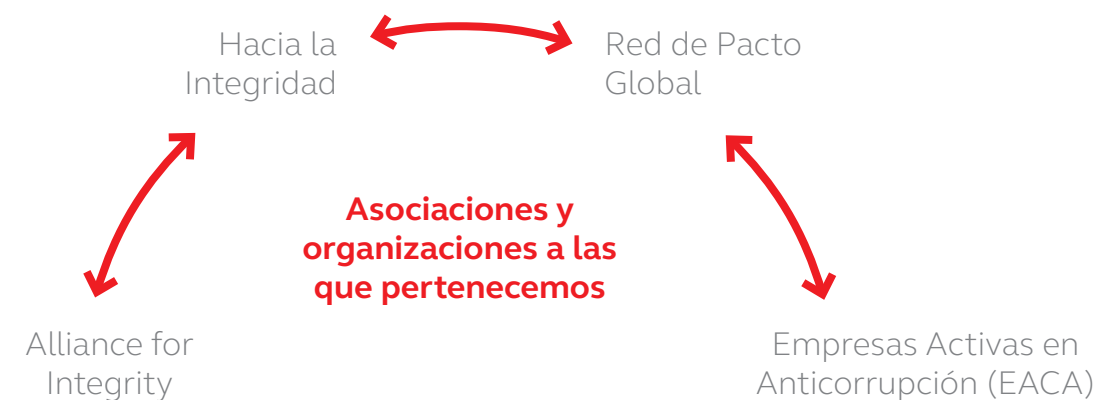 Hacia la
Integridad
Red de Pacto
Global
Asociaciones y
organizaciones a las
que pertenecemos
Alliance for
Integrity
Empresas Activas en
Anticorrupción (EACA)